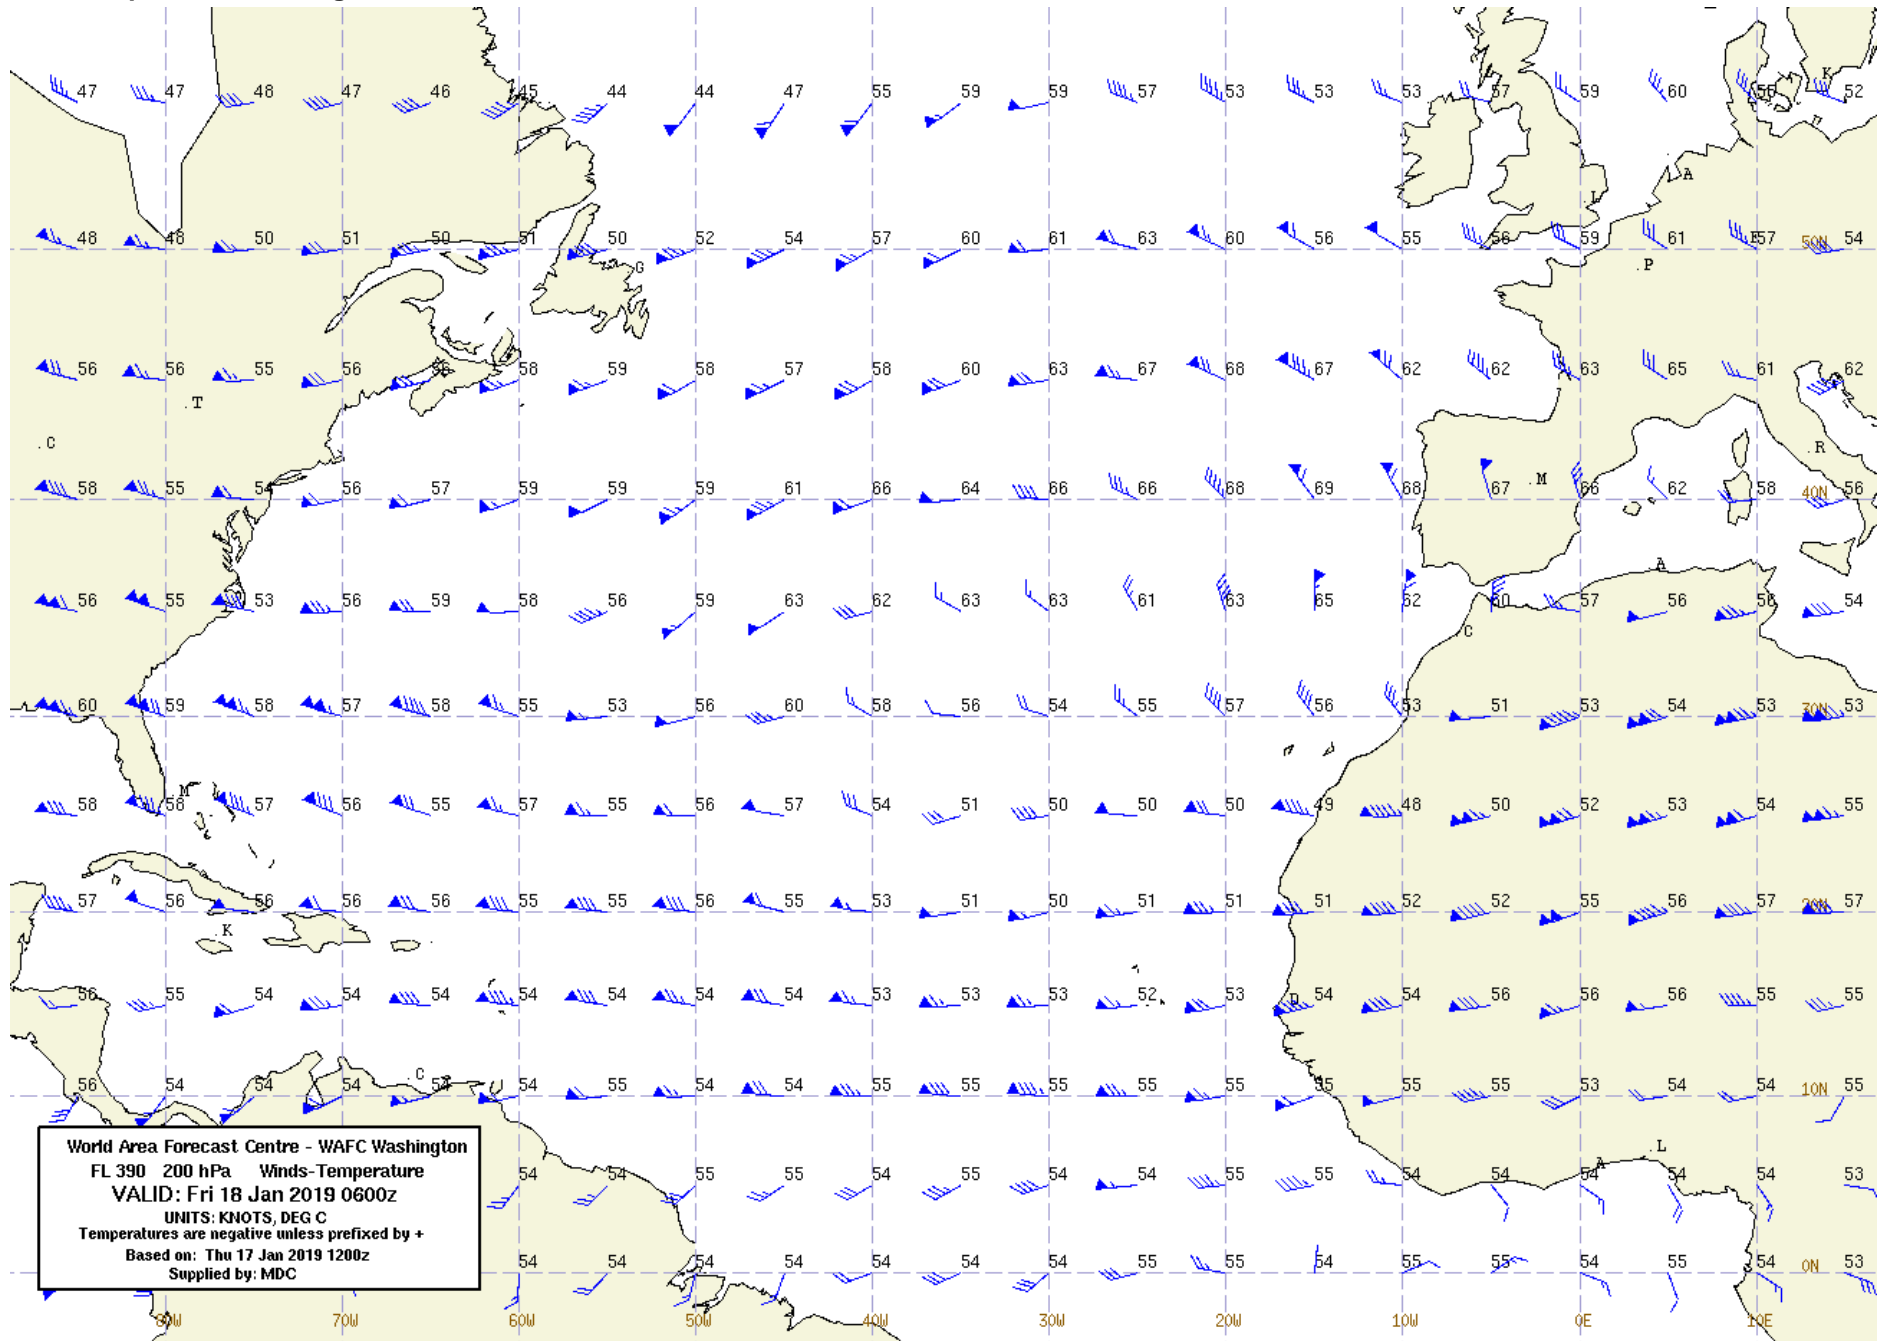 47 47 48 47 46 45 44 44 47 55 59 59 57 53 53 53 57 59 60 56 K 52
A
L
48 48 50 51 50 51 50 52 54 57 60 61 63 60 56 55 56 59 61 157 50N 54
G P
56 56 55 56 56 58 59 58 57 58 60 63 67 68 67 62 62 63 65 61 62
T
C R
58 55 54 56 57 59 59 59 61 66 64 66 66 68 69 68 67 M 66 62 58 40N 56
A
56 55 53 56 59 58 56 59 63 62 63 63 61 63 65 62 60 57 56 56 54
C
60 59 58 57 58 55 53 56 60 58 56 54 55 57 56 53 51 53 54 53 30N 53
M
58 58 57 56 55 57 55 56 57 54 51 50 50 50 49 48 50 52 53 54 55
57 56 56 56 56 55 55 56 55 53 51 50 51 51 51 52 52 55 56 57 20N 57
K
56 55 54 54 54 54 54 54 54 53 53 53 52 53 D 54 54 56 56 56 55 55
C
56 54 54 54 54 54 55 54 54 55 55 55 55 55 55 55 55 53 54 54 10N 55
World Area Forecast Centre - WAFC Washington
FL 390 200 hPa Winds-Temperature
VALID: Fri 18 Jan 2019 0600z
UNITS: KNOTS, DEG C
Temperatures are negative unless prefixed by +
Based on: Thu 17 Jan 2019 1200z
Supplied by: MDC
L
A
54 54 55 55 55 54 54 54 55 55 54 54 54 54 54 53
54 54 55 54 54 54 54 55 55 54 55 55 54 55 54 0N 53
80W 70W 60W 50W 40W 30W 20W 10W 0E 10E